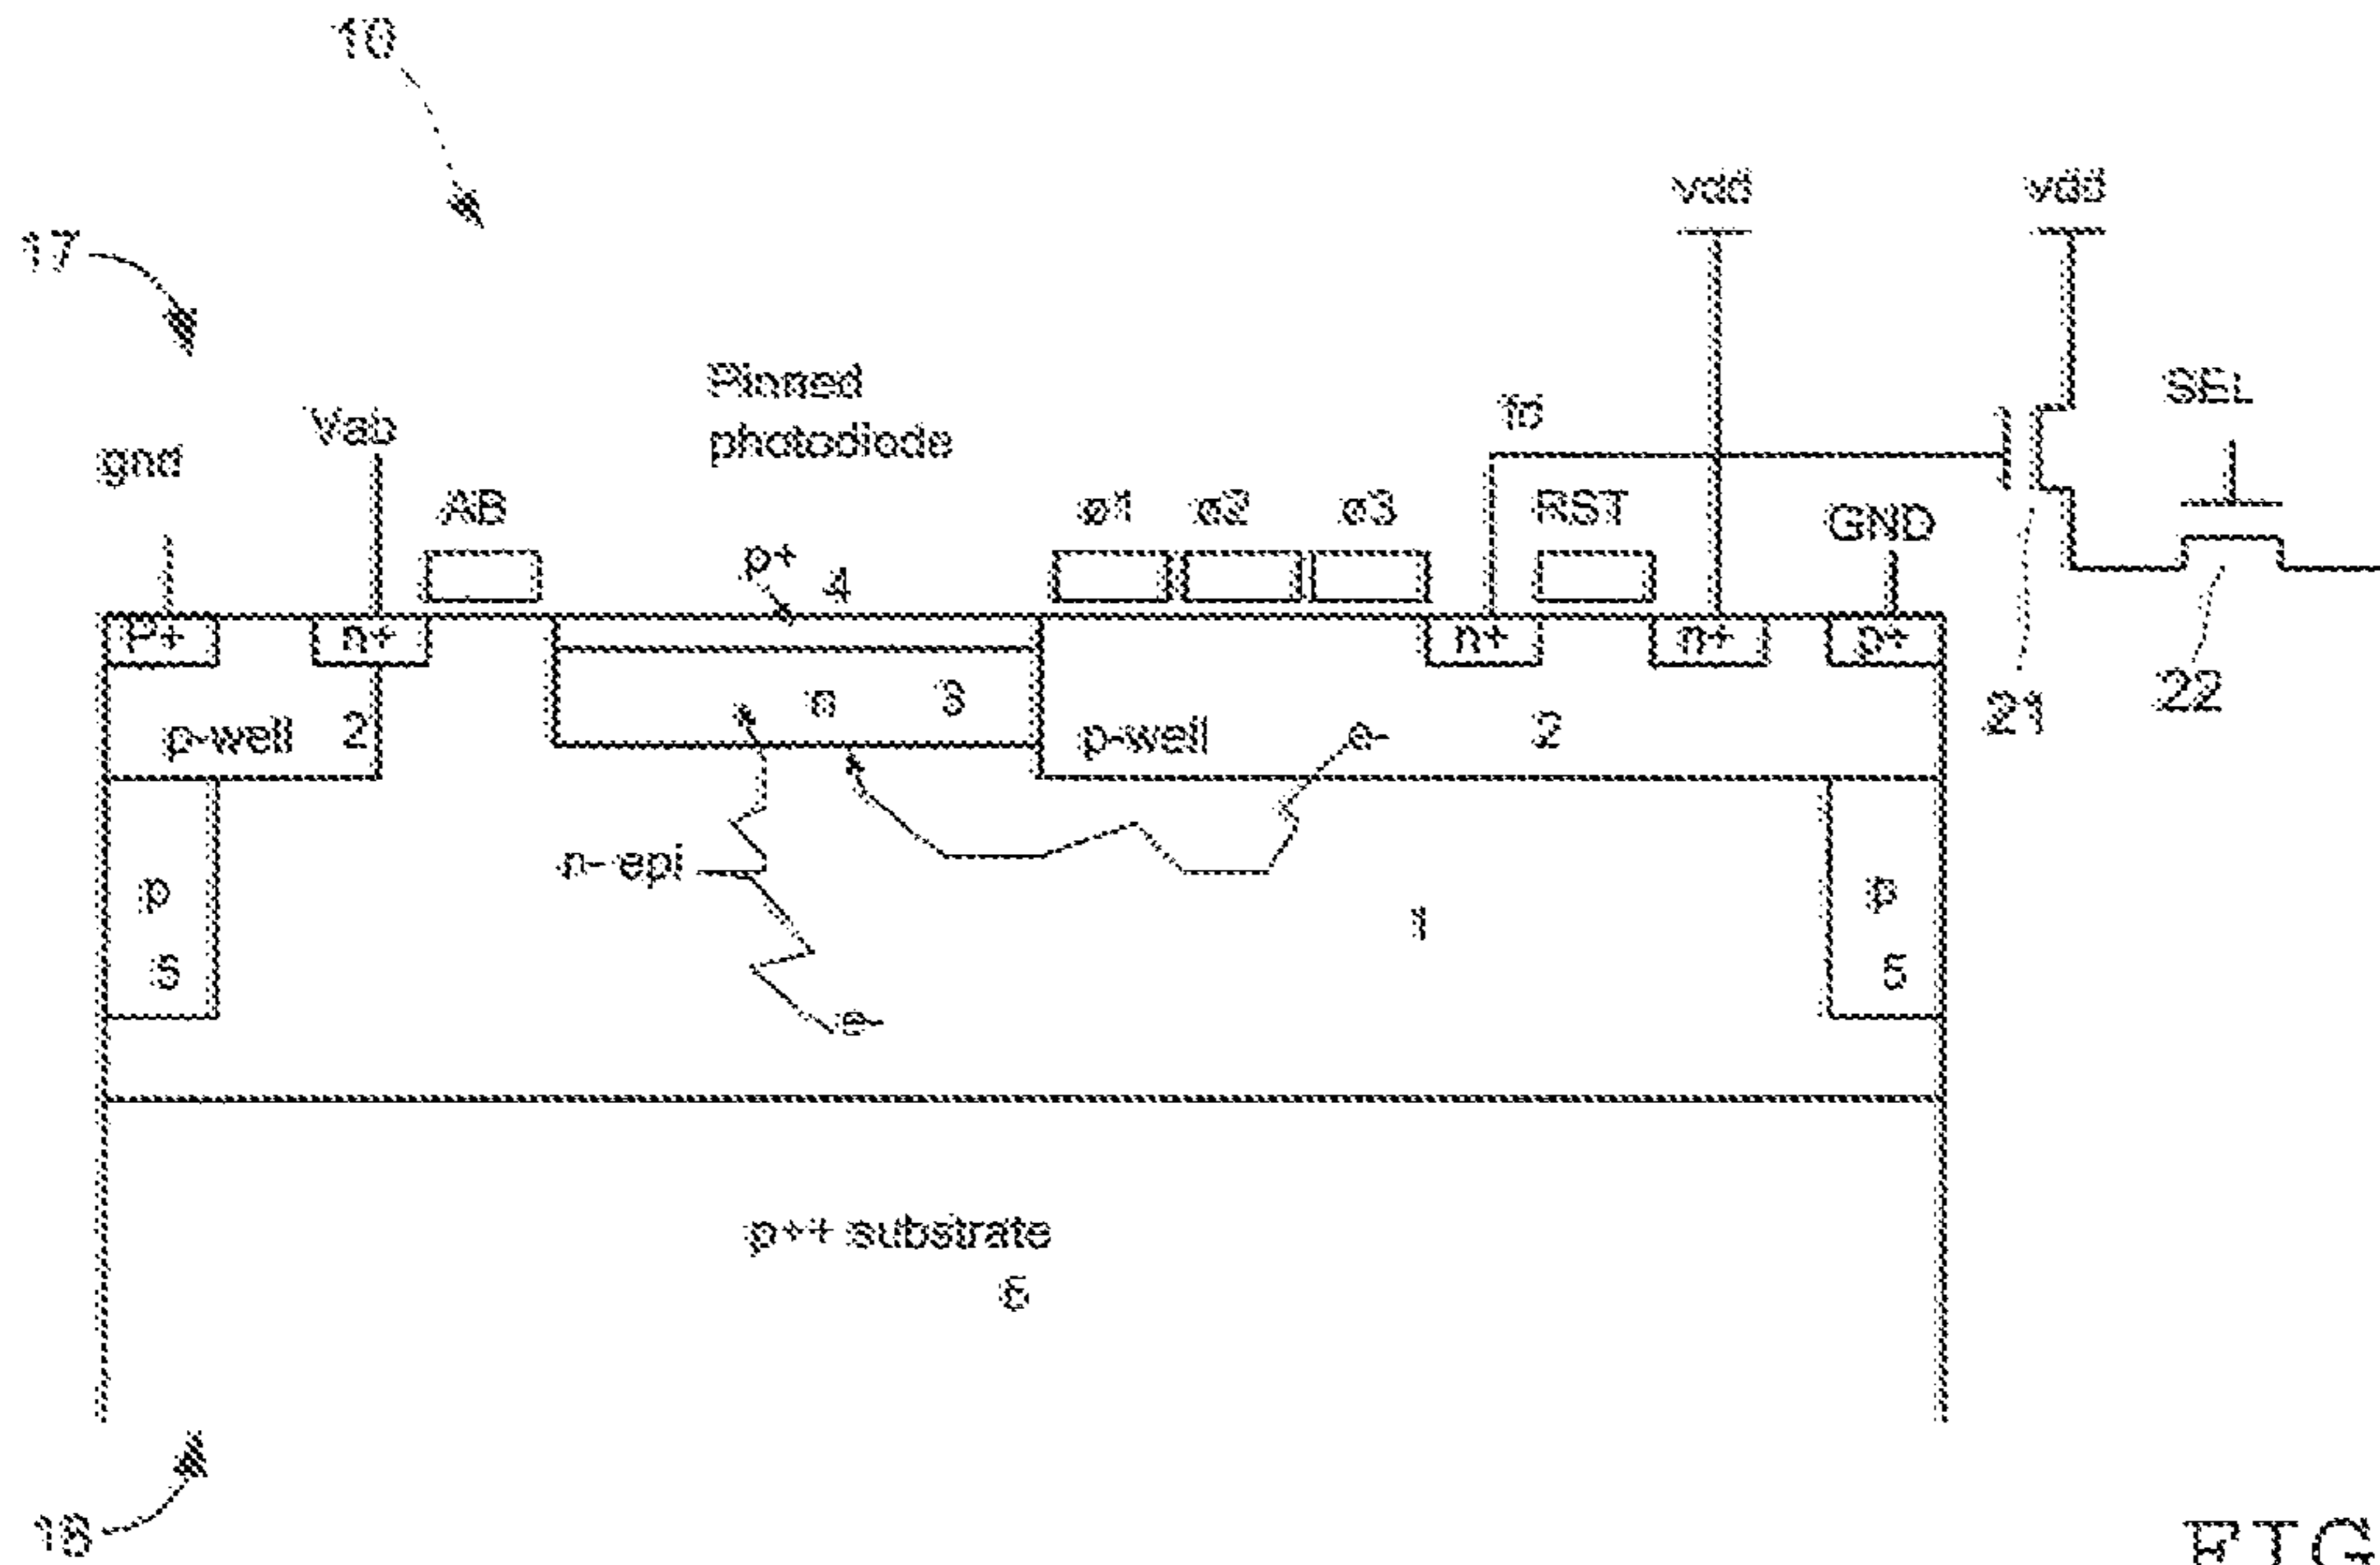 10
17
vdd
vdd
Pinned
photodiode
SEL
fd
Vab
gnd
AB
ø1
ø2
ø3
RST
GND
p+
4
P+
n+
n+
n+
p+
n
3
21
22
p-well 2
p-well
e-
2
n- epi
p
5
1
p
5
e-
p++ substrate
6
18
FIG